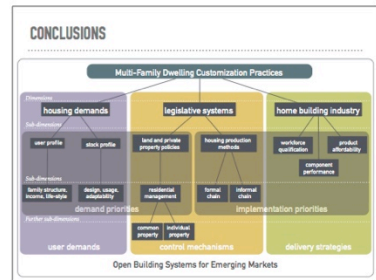 CONCLUSIONS
Multi-Family Dwelling Customization Practices
Dimensions
housing demands
legislative systems
home building industry
Sub-dimensions
user profile
stock profile
land and private
property policies
housing production
methods
workforce
qualification
product
affordability
component
performance
Sub-dimensions
family structure,
income, life-style
design, usage,
adaptability
residential
management
formal
chain
informal
chain
demand priorities
implementation priorities
Further sub-dimensions
common
property
individual
property
user demands
control mechanisms
delivery strategies
Open Building Systems for Emerging Markets